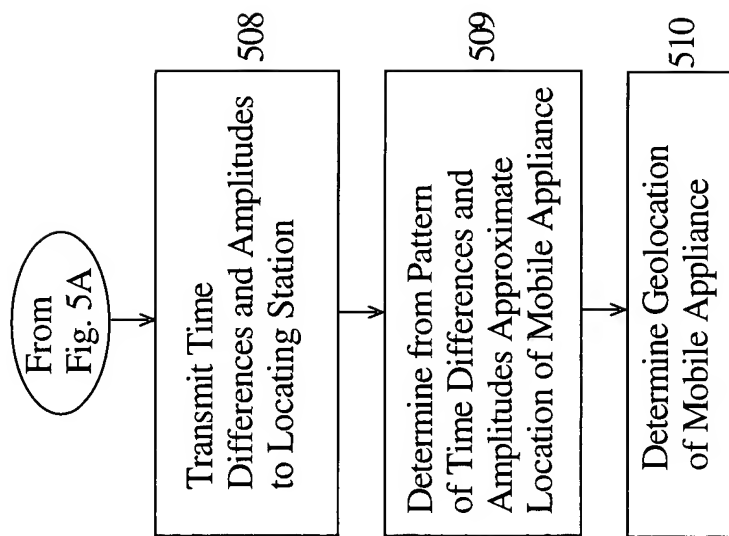 From
Fig. 5A
508
Transmit Time
Differences and Amplitudes
to Locating Station
509
Determine from Pattern
of Time Differences and
Amplitudes Approximate
Location of Mobile Appliance
510
Determine Geolocation
of Mobile Appliance